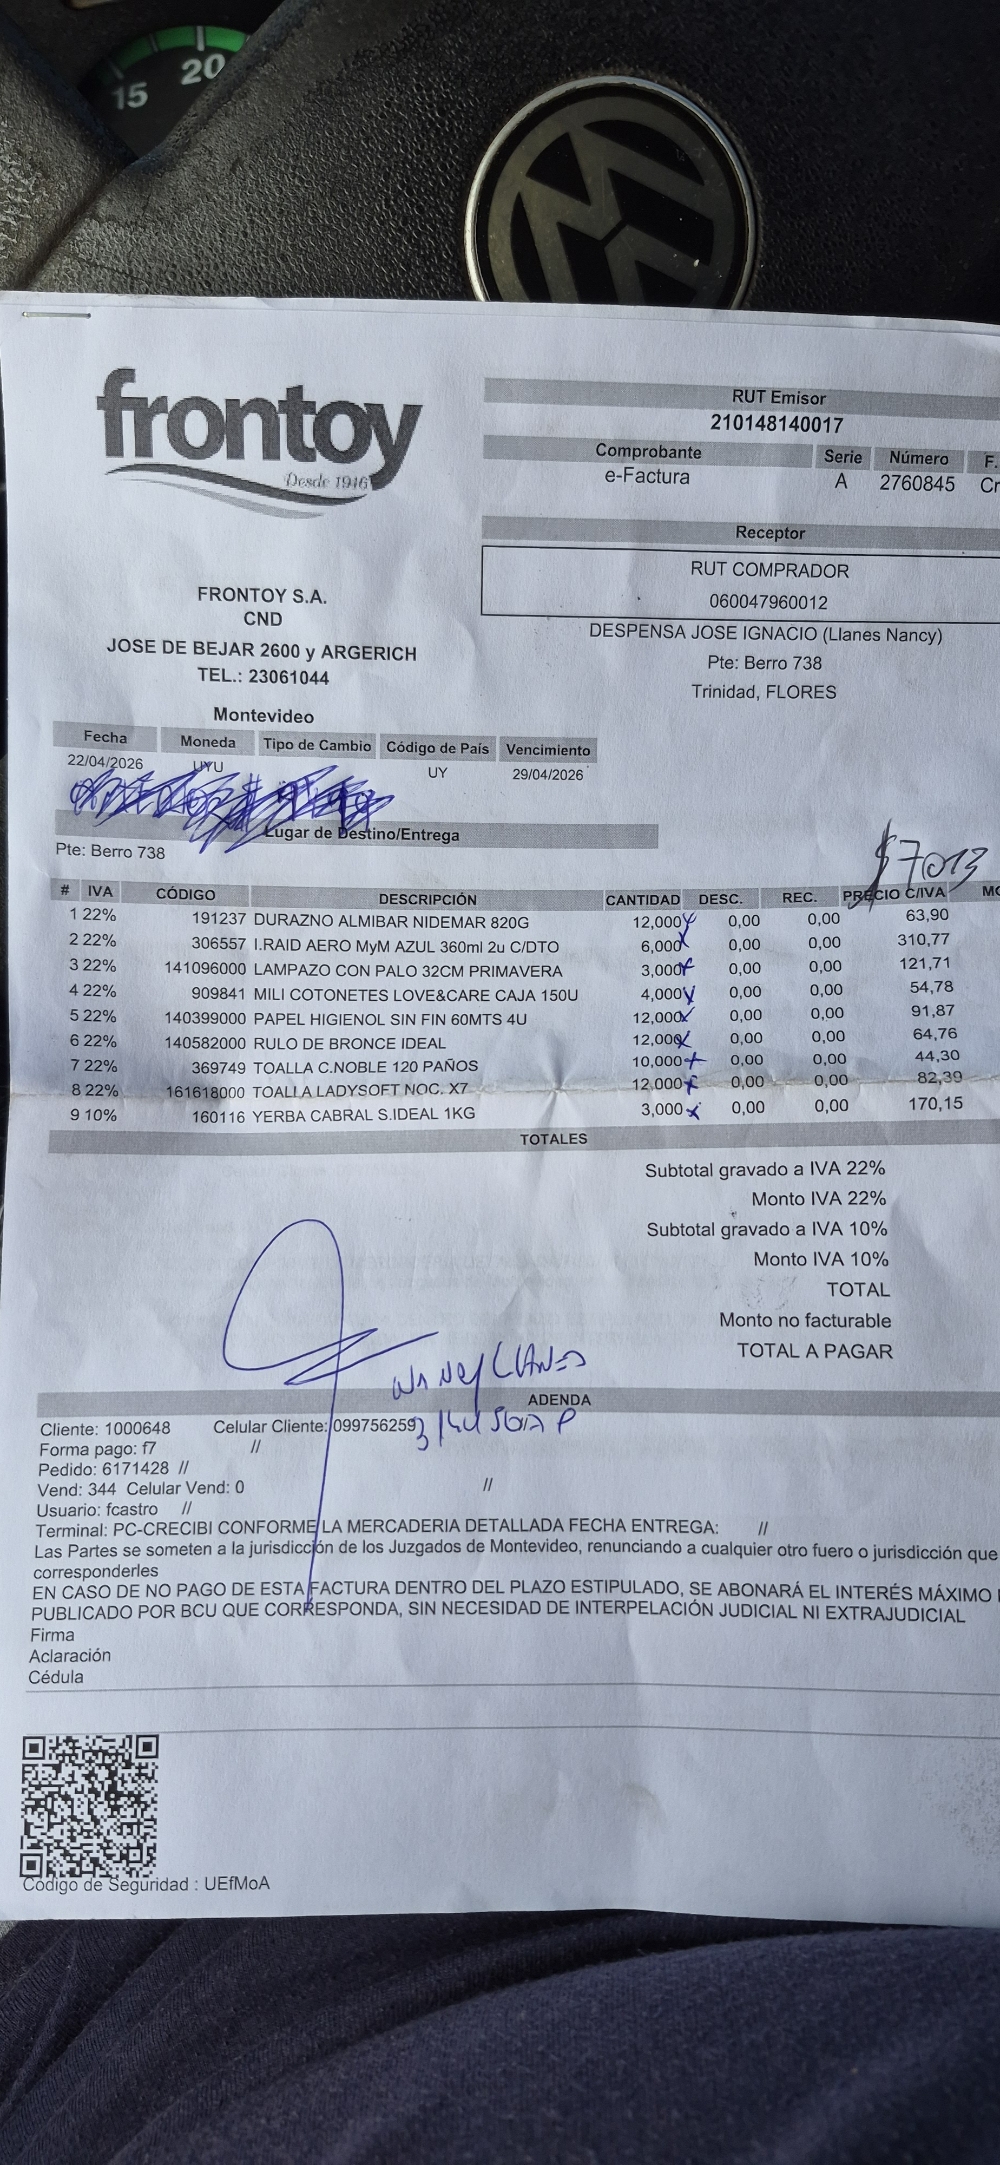 15 20
frontoy
Desde 1946
RUT Emisor
210148140017
Comprobante Serie Número F.
e-Factura A 2760845 Cr
Receptor
RUT COMPRADOR
060047960012
DESPENSA JOSE IGNACIO (Llanes Nancy)
Pte: Berro 738
Trinidad, FLORES
FRONTOY S.A.
CND
JOSE DE BEJAR 2600 y ARGERICH
TEL.: 23061044
Montevideo
Fecha Moneda Tipo de Cambio Código de País Vencimiento
22/04/2026 UYU UY 29/04/2026
Lugar de Destino/Entrega
Pte: Berro 738
$7013
# IVA CÓDIGO DESCRIPCIÓN CANTIDAD DESC. REC. PRECIO C/IVA MO
1 22% 191237 DURAZNO ALMIBAR NIDEMAR 820G 12,000 0,00 0,00 63,90
2 22% 306557 I.RAID AERO MyM AZUL 360ml 2u C/DTO 6,000 0,00 0,00 310,77
3 22% 141096000 LAMPAZO CON PALO 32CM PRIMAVERA 3,000 0,00 0,00 121,71
4 22% 909841 MILI COTONETES LOVE&CARE CAJA 150U 4,000 0,00 0,00 54,78
5 22% 140399000 PAPEL HIGIENOL SIN FIN 60MTS 4U 12,000 0,00 0,00 91,87
6 22% 140582000 RULO DE BRONCE IDEAL 12,000 0,00 0,00 64,76
7 22% 369749 TOALLA C.NOBLE 120 PAÑOS 10,000 0,00 0,00 44,30
8 22% 161618000 TOALLA LADYSOFT NOC. X7 12,000 0,00 0,00 82,39
9 10% 160116 YERBA CABRAL S.IDEAL 1KG 3,000 0,00 0,00 170,15
TOTALES
Subtotal gravado a IVA 22%
Monto IVA 22%
Subtotal gravado a IVA 10%
Monto IVA 10%
TOTAL
Monto no facturable
TOTAL A PAGAR
Llanes
ADENDA
Cliente: 1000648 Celular Cliente: 099756259
Forma pago: f7 //
Pedido: 6171428 //
Vend: 344 Celular Vend: 0 //
Usuario: fcastro //
Terminal: PC-CRECIBI CONFORME LA MERCADERIA DETALLADA FECHA ENTREGA: //
Las Partes se someten a la jurisdicción de los Juzgados de Montevideo, renunciando a cualquier otro fuero o jurisdicción que
corresponderles
EN CASO DE NO PAGO DE ESTA FACTURA DENTRO DEL PLAZO ESTIPULADO, SE ABONARÁ EL INTERÉS MÁXIMO
PUBLICADO POR BCU QUE CORRESPONDA, SIN NECESIDAD DE INTERPELACIÓN JUDICIAL NI EXTRAJUDICIAL
Firma
Aclaración
Cédula
Código de Seguridad : UEfMoA